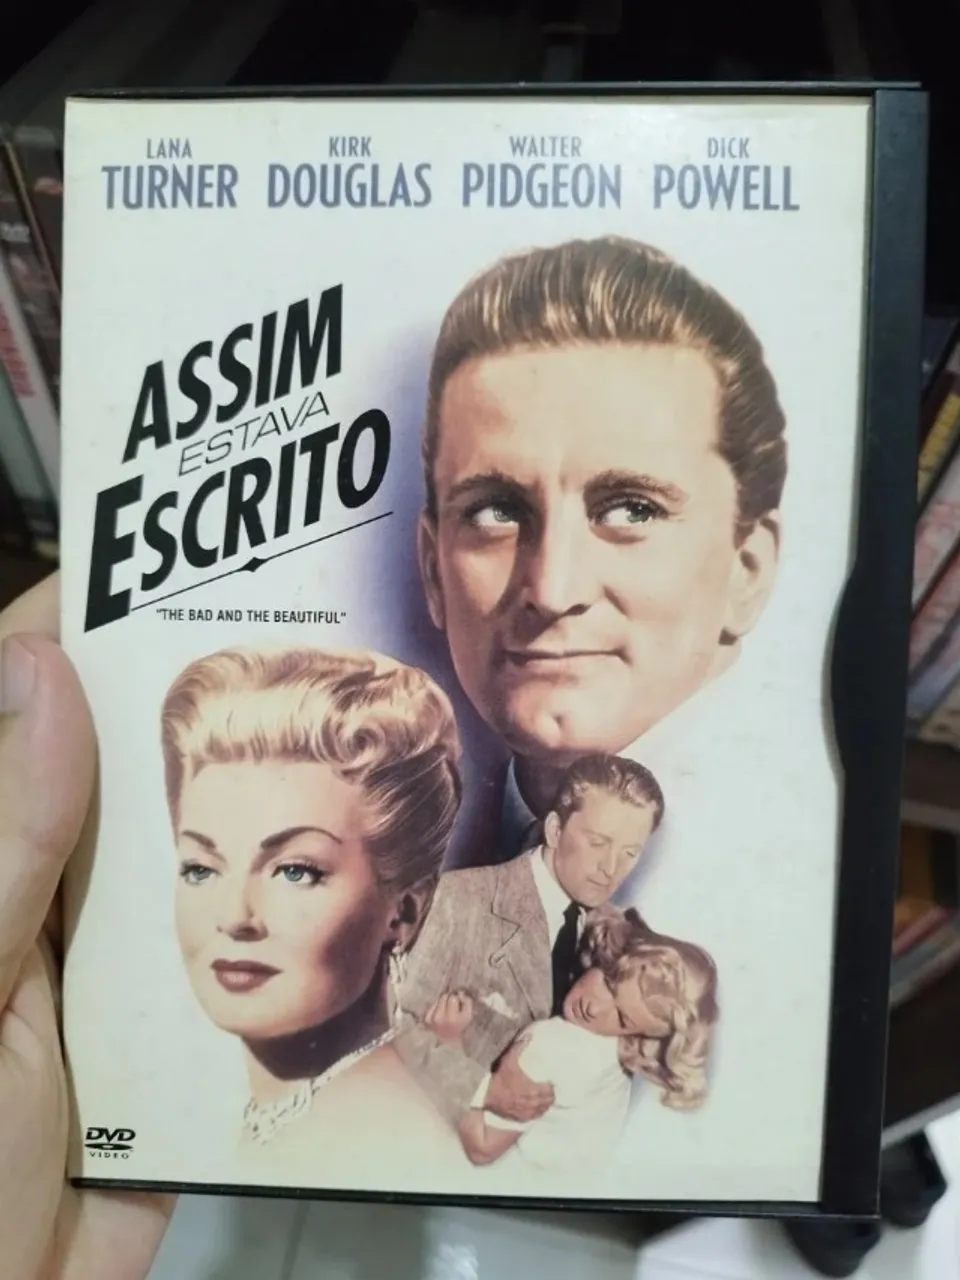 LANA TURNER KIRK DOUGLAS WALTER PIDGEON DICK POWELL
ASSIM
ESTAVA
ESCRITO
"THE BAD AND THE BEAUTIFUL"
DVD
VIDEO